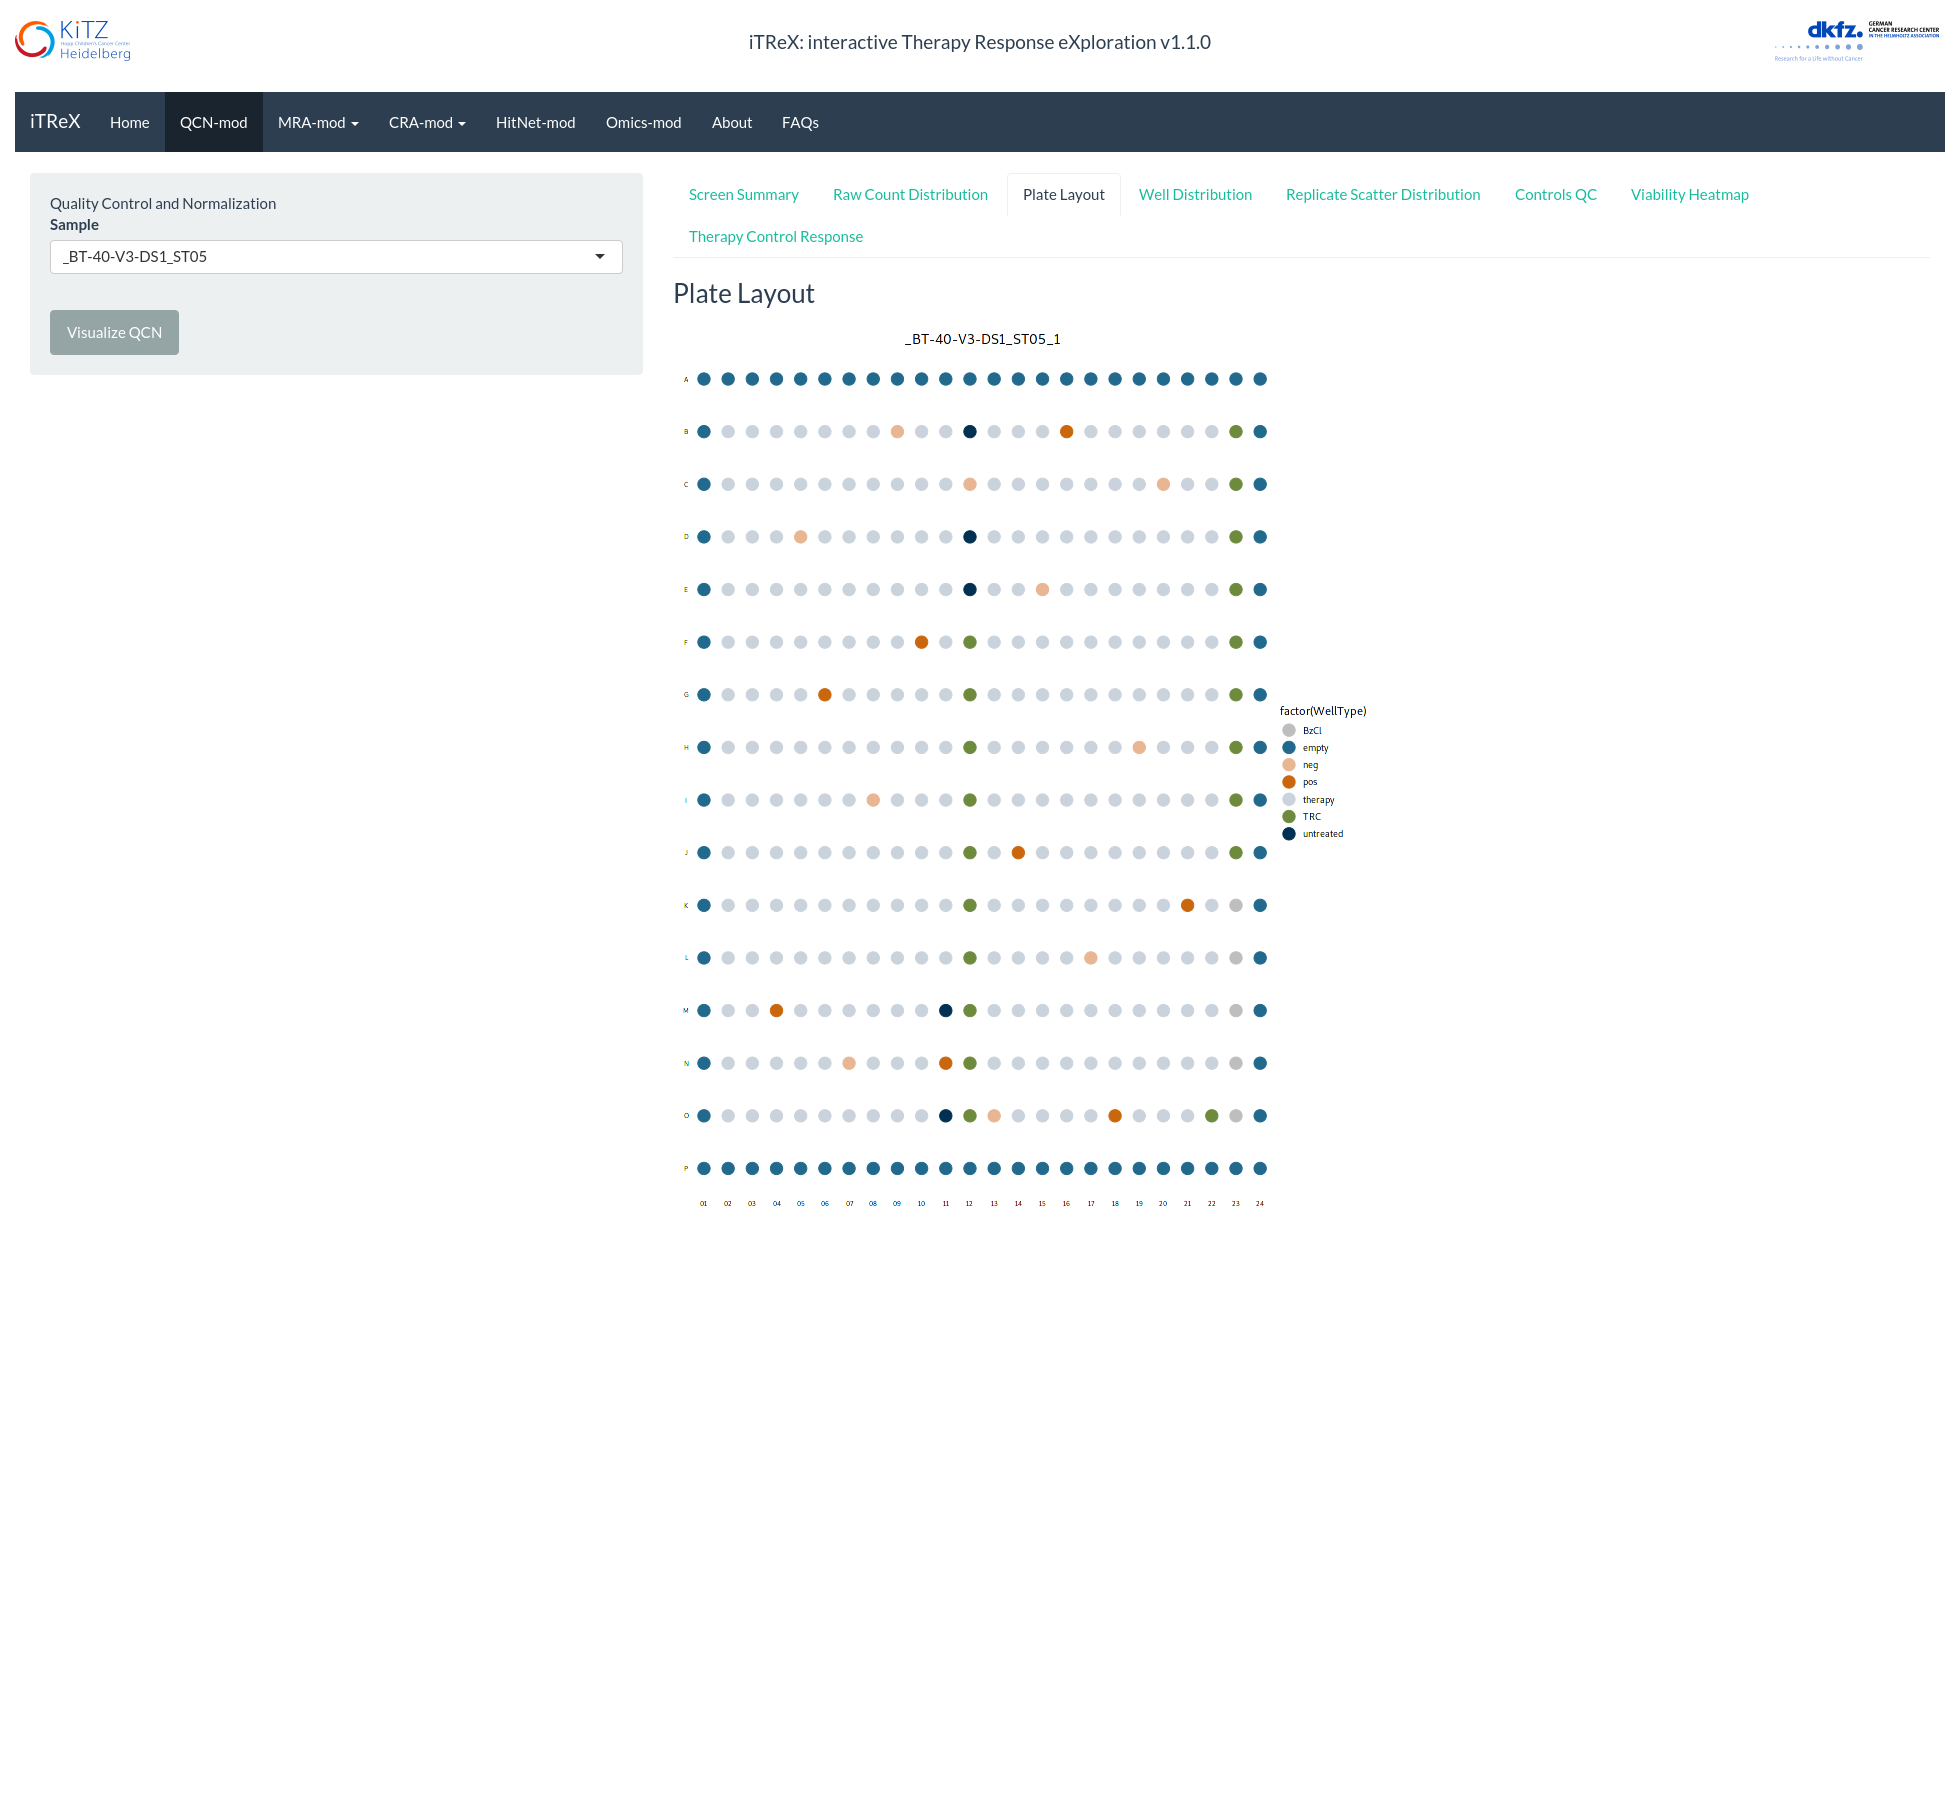 KiTZ
Hopp Children's Cancer Center
Heidelberg
iTReX: interactive Therapy Response eXploration v1.1.0
dkfz.
GERMAN
CANCER RESEARCH CENTER
IN THE HELMHOLTZ ASSOCIATION
Research for a Life without Cancer
iTReX Home QCN-mod MRA-mod CRA-mod HitNet-mod Omics-mod About FAQs
Quality Control and Normalization
Sample
_BT-40-V3-DS1_ST05
Visualize QCN
Screen Summary Raw Count Distribution Plate Layout Well Distribution Replicate Scatter Distribution Controls QC Viability Heatmap
Therapy Control Response
Plate Layout
_BT-40-V3-DS1_ST05_1
A
B
C
D
E
F
G
H
I
J
K
L
M
N
O
P
01 02 03 04 05 06 07 08 09 10 11 12 13 14 15 16 17 18 19 20 21 22 23 24
factor(WellType)
BzCl
empty
neg
pos
therapy
TRC
untreated